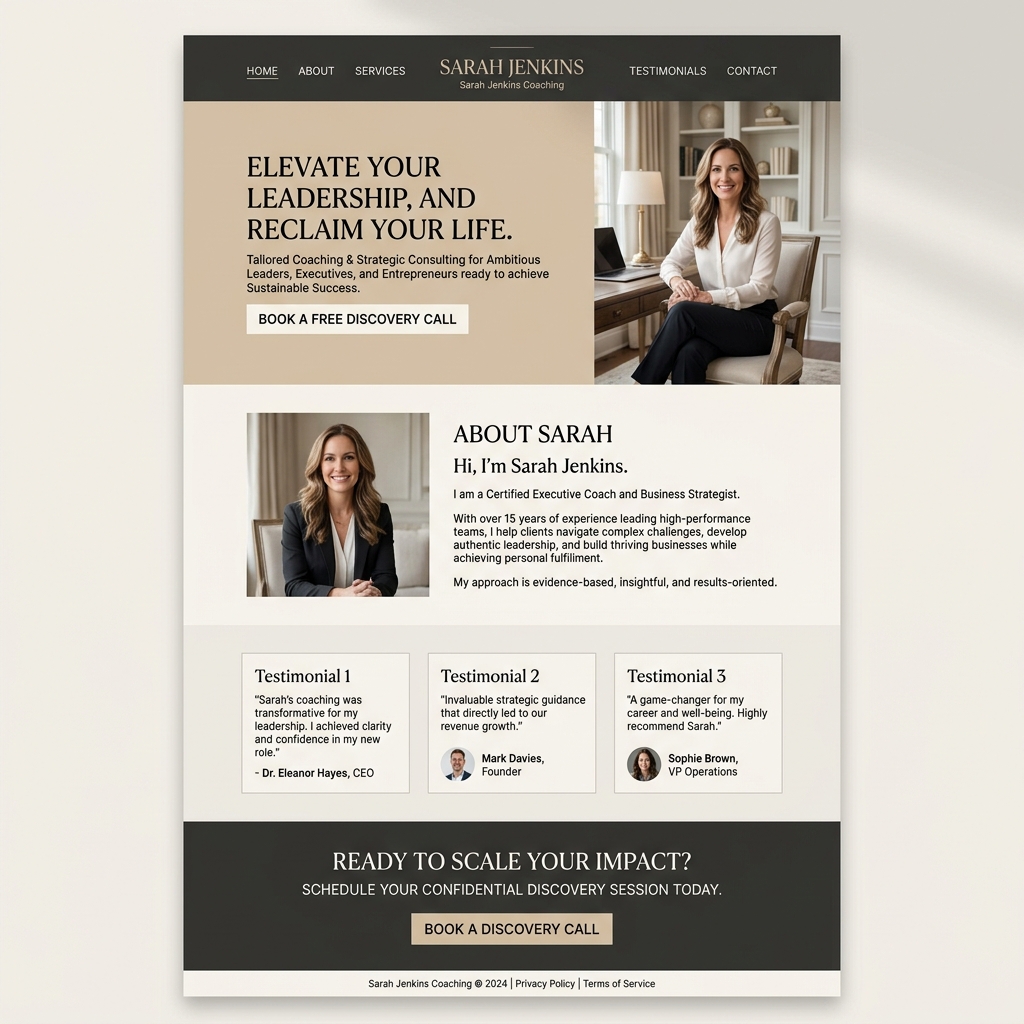 HOME ABOUT SERVICES
SARAH JENKINS
Sarah Jenkins Coaching
TESTIMONIALS CONTACT
ELEVATE YOUR
LEADERSHIP, AND
RECLAIM YOUR LIFE.
Tailored Coaching & Strategic Consulting for Ambitious
Leaders, Executives, and Entrepreneurs ready to achieve
Sustainable Success.
BOOK A FREE DISCOVERY CALL
ABOUT SARAH
Hi, I'm Sarah Jenkins.
I am a Certified Executive Coach and Business Strategist.
With over 15 years of experience leading high-performance
teams, I help clients navigate complex challenges, develop
authentic leadership, and build thriving businesses while
achieving personal fulfilment.
My approach is evidence-based, insightful, and results-oriented.
Testimonial 1
"Sarah's coaching was
transformative for my
leadership. I achieved clarity
and confidence in my new
role."
- Dr. Eleanor Hayes, CEO
Testimonial 2
"Invaluable strategic guidance
that directly led to our
revenue growth."
Mark Davies,
Founder
Testimonial 3
"A game-changer for my
career and well-being. Highly
recommend Sarah."
Sophie Brown,
VP Operations
READY TO SCALE YOUR IMPACT?
SCHEDULE YOUR CONFIDENTIAL DISCOVERY SESSION TODAY.
BOOK A DISCOVERY CALL
Sarah Jenkins Coaching © 2024 | Privacy Policy | Terms of Service